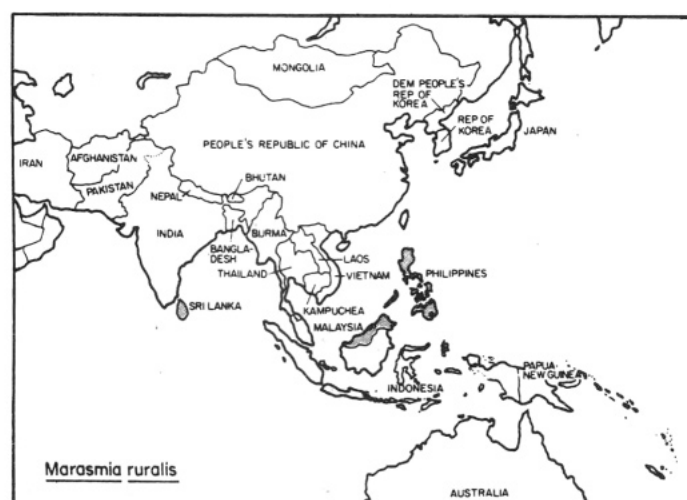 MONGOLIA
DEM PEOPLE'S
REP OF
KOREA
REP OF
KOREA
JAPAN
PEOPLE'S REPUBLIC OF CHINA
IRAN
AFGHANISTAN
PAKISTAN
NEPAL
BHUTAN
INDIA
BANGLA-
DESH
BURMA
LAOS
THAILAND
VIETNAM
PHILIPPINES
KAMPUCHEA
SRI LANKA
MALAYSIA
INDONESIA
PAPUA-
NEW GUINEA
Marasmia ruralis
AUSTRALIA